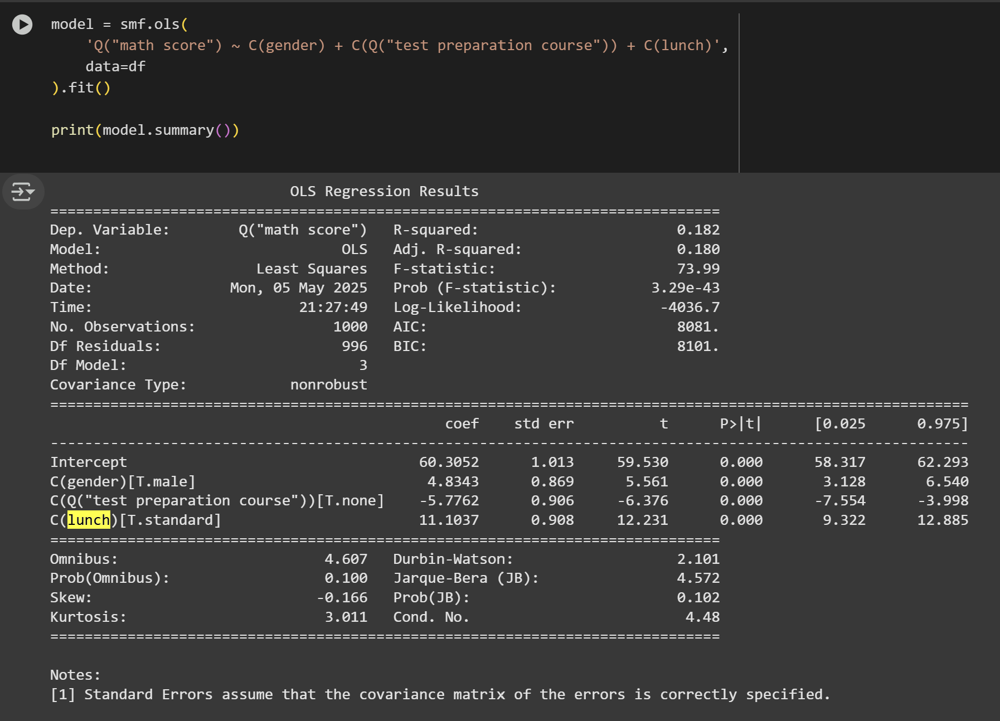 model = smf.ols(
    'Q("math score") ~ C(gender) + C(Q("test preparation course")) + C(lunch)',
    data=df
).fit()
print(model.summary())
                            OLS Regression Results
==============================================================================
Dep. Variable:        Q("math score")   R-squared:                       0.182
Model:                            OLS   Adj. R-squared:                  0.180
Method:                 Least Squares   F-statistic:                     73.99
Date:                Mon, 05 May 2025   Prob (F-statistic):           3.29e-43
Time:                        21:27:49   Log-Likelihood:                -4036.7
No. Observations:                1000   AIC:                             8081.
Df Residuals:                     996   BIC:                             8101.
Df Model:                           3
Covariance Type:            nonrobust
===========================================================================================================
                                              coef    std err          t      P>|t|      [0.025      0.975]
-----------------------------------------------------------------------------------------------------------
Intercept                                  60.3052      1.013     59.530      0.000      58.317      62.293
C(gender)[T.male]                           4.8343      0.869      5.561      0.000       3.128       6.540
C(Q("test preparation course"))[T.none]    -5.7762      0.906     -6.376      0.000      -7.554      -3.998
C(lunch)[T.standard]                       11.1037      0.908     12.231      0.000       9.322      12.885
==============================================================================
Omnibus:                        4.607   Durbin-Watson:                   2.101
Prob(Omnibus):                  0.100   Jarque-Bera (JB):                4.572
Skew:                          -0.166   Prob(JB):                        0.102
Kurtosis:                       3.011   Cond. No.                         4.48
==============================================================================
Notes:
[1] Standard Errors assume that the covariance matrix of the errors is correctly specified.